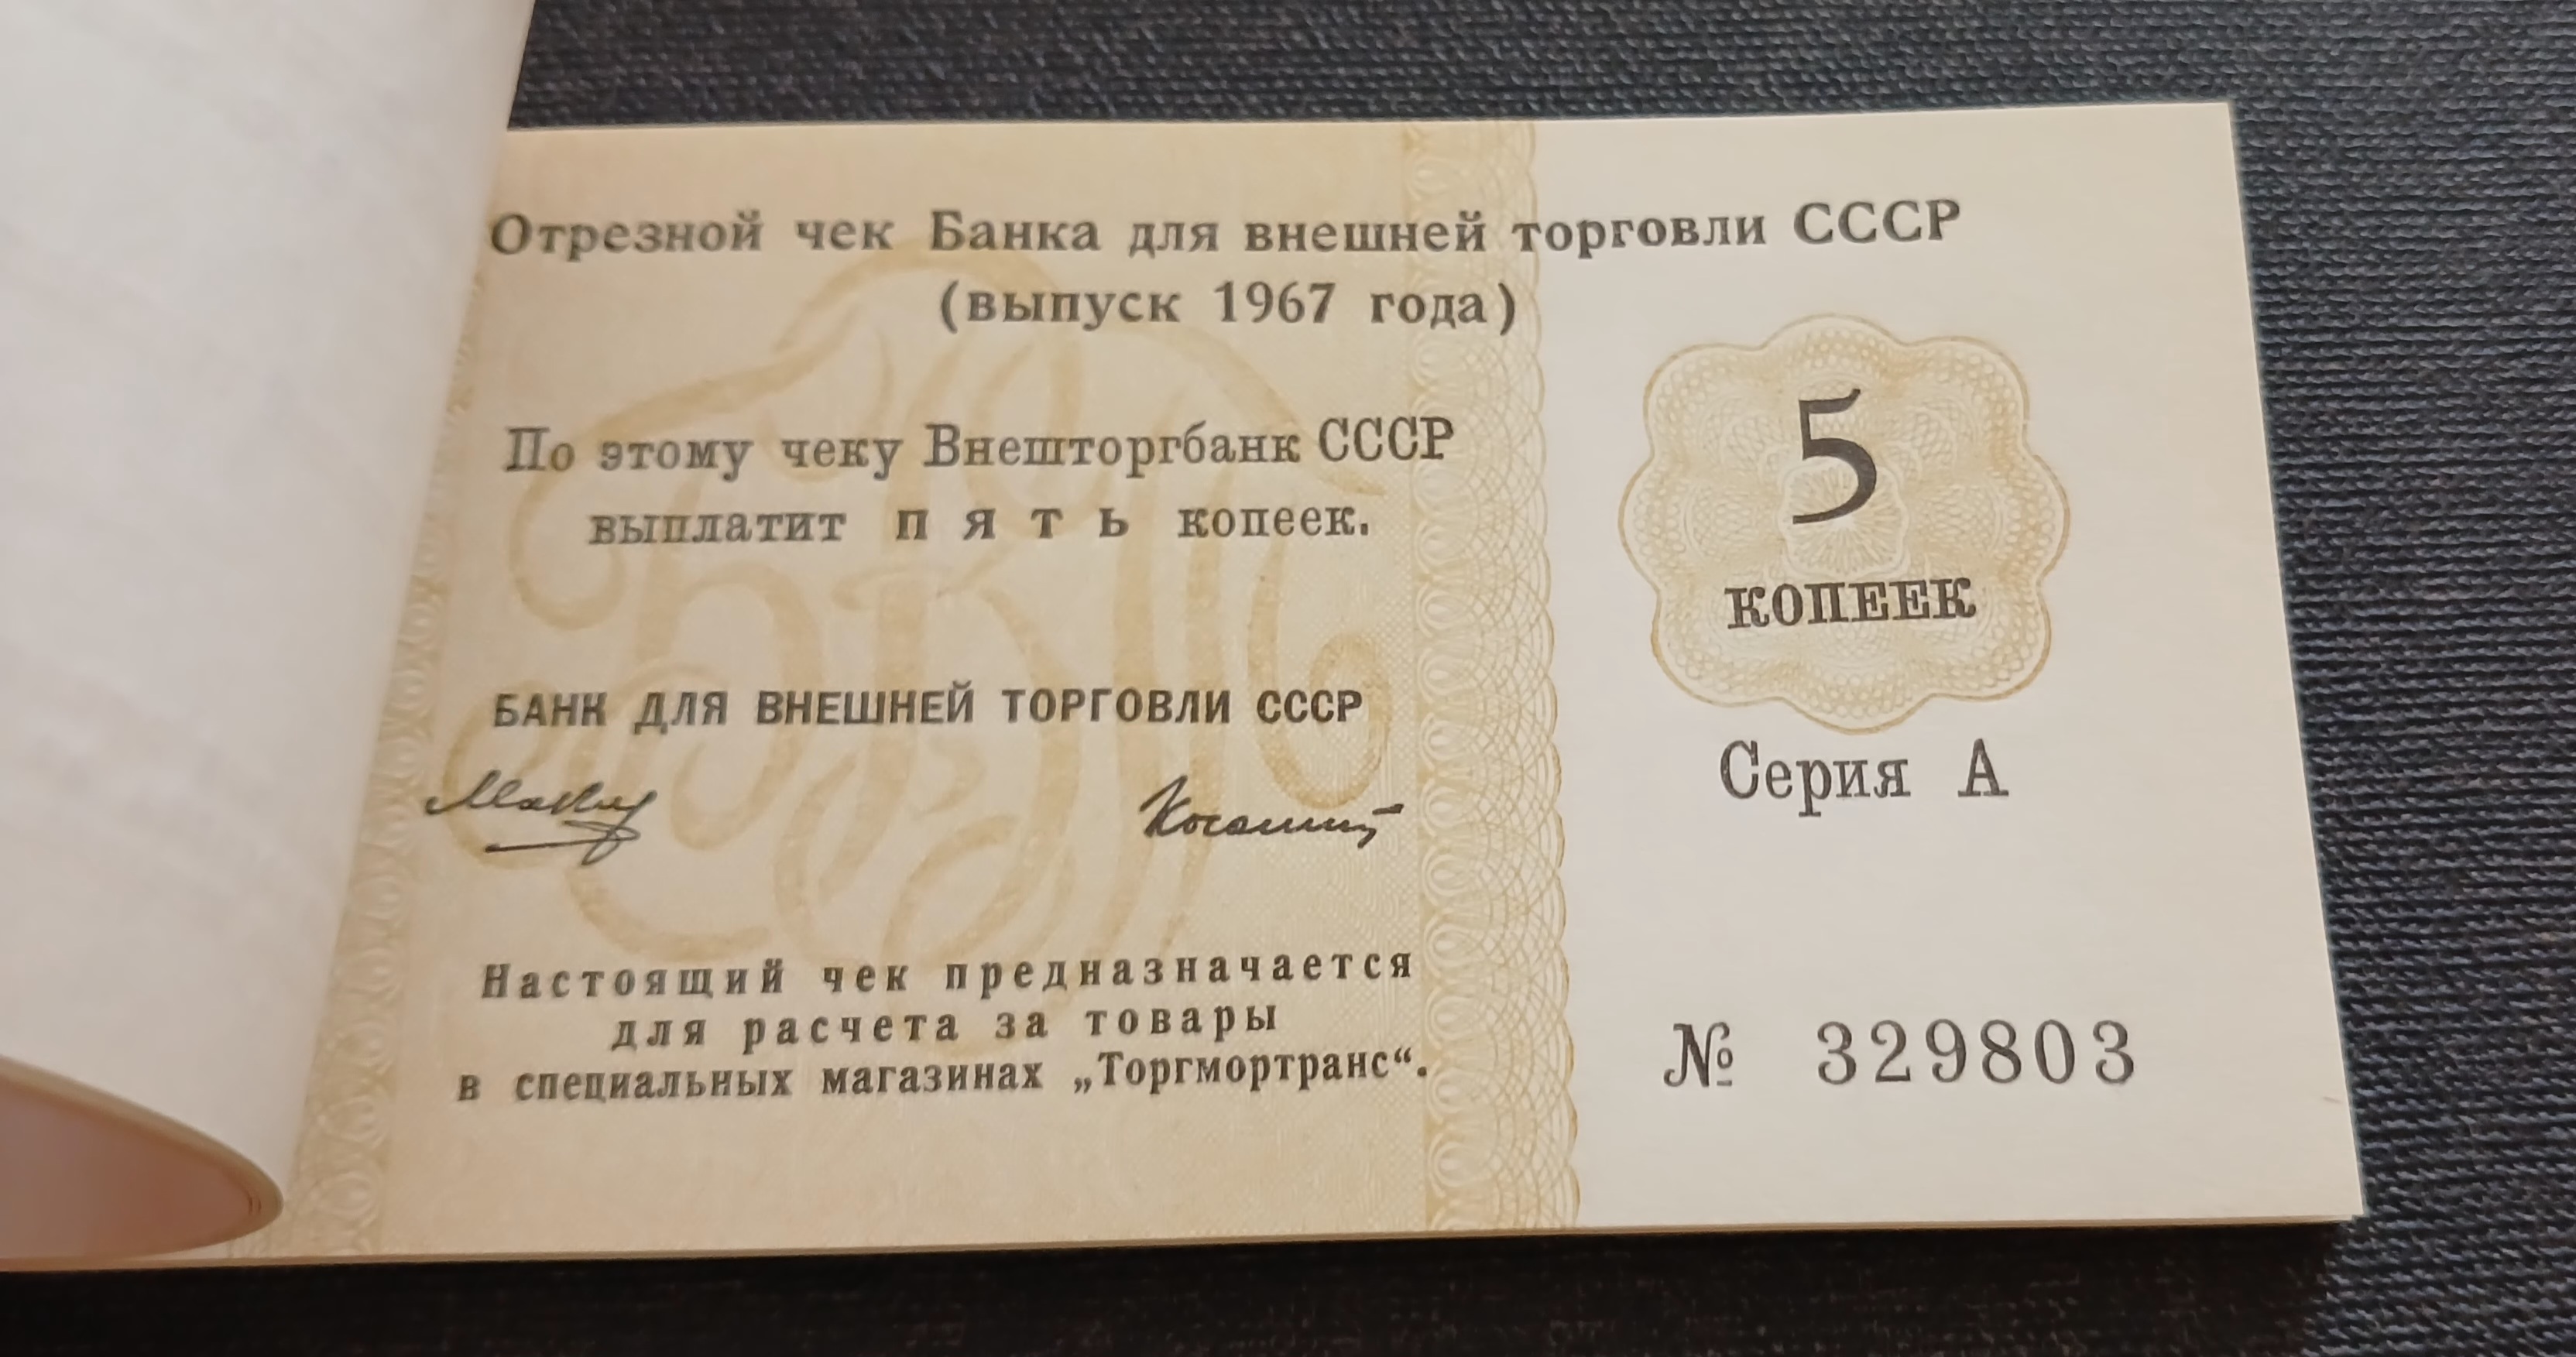 Отрезной чек Банка для внешней торговли СССР
(выпуск 1967 года)
По этому чеку Внешторгбанк СССР
выплатит пять копеек.
5
КОПЕЕК
БАНК ДЛЯ ВНЕШНЕЙ ТОРГОВЛИ СССР
Серия А
Настоящий чек предназначается
для расчета за товары
в специальных магазинах „Торгмортранс“.
№ 329803